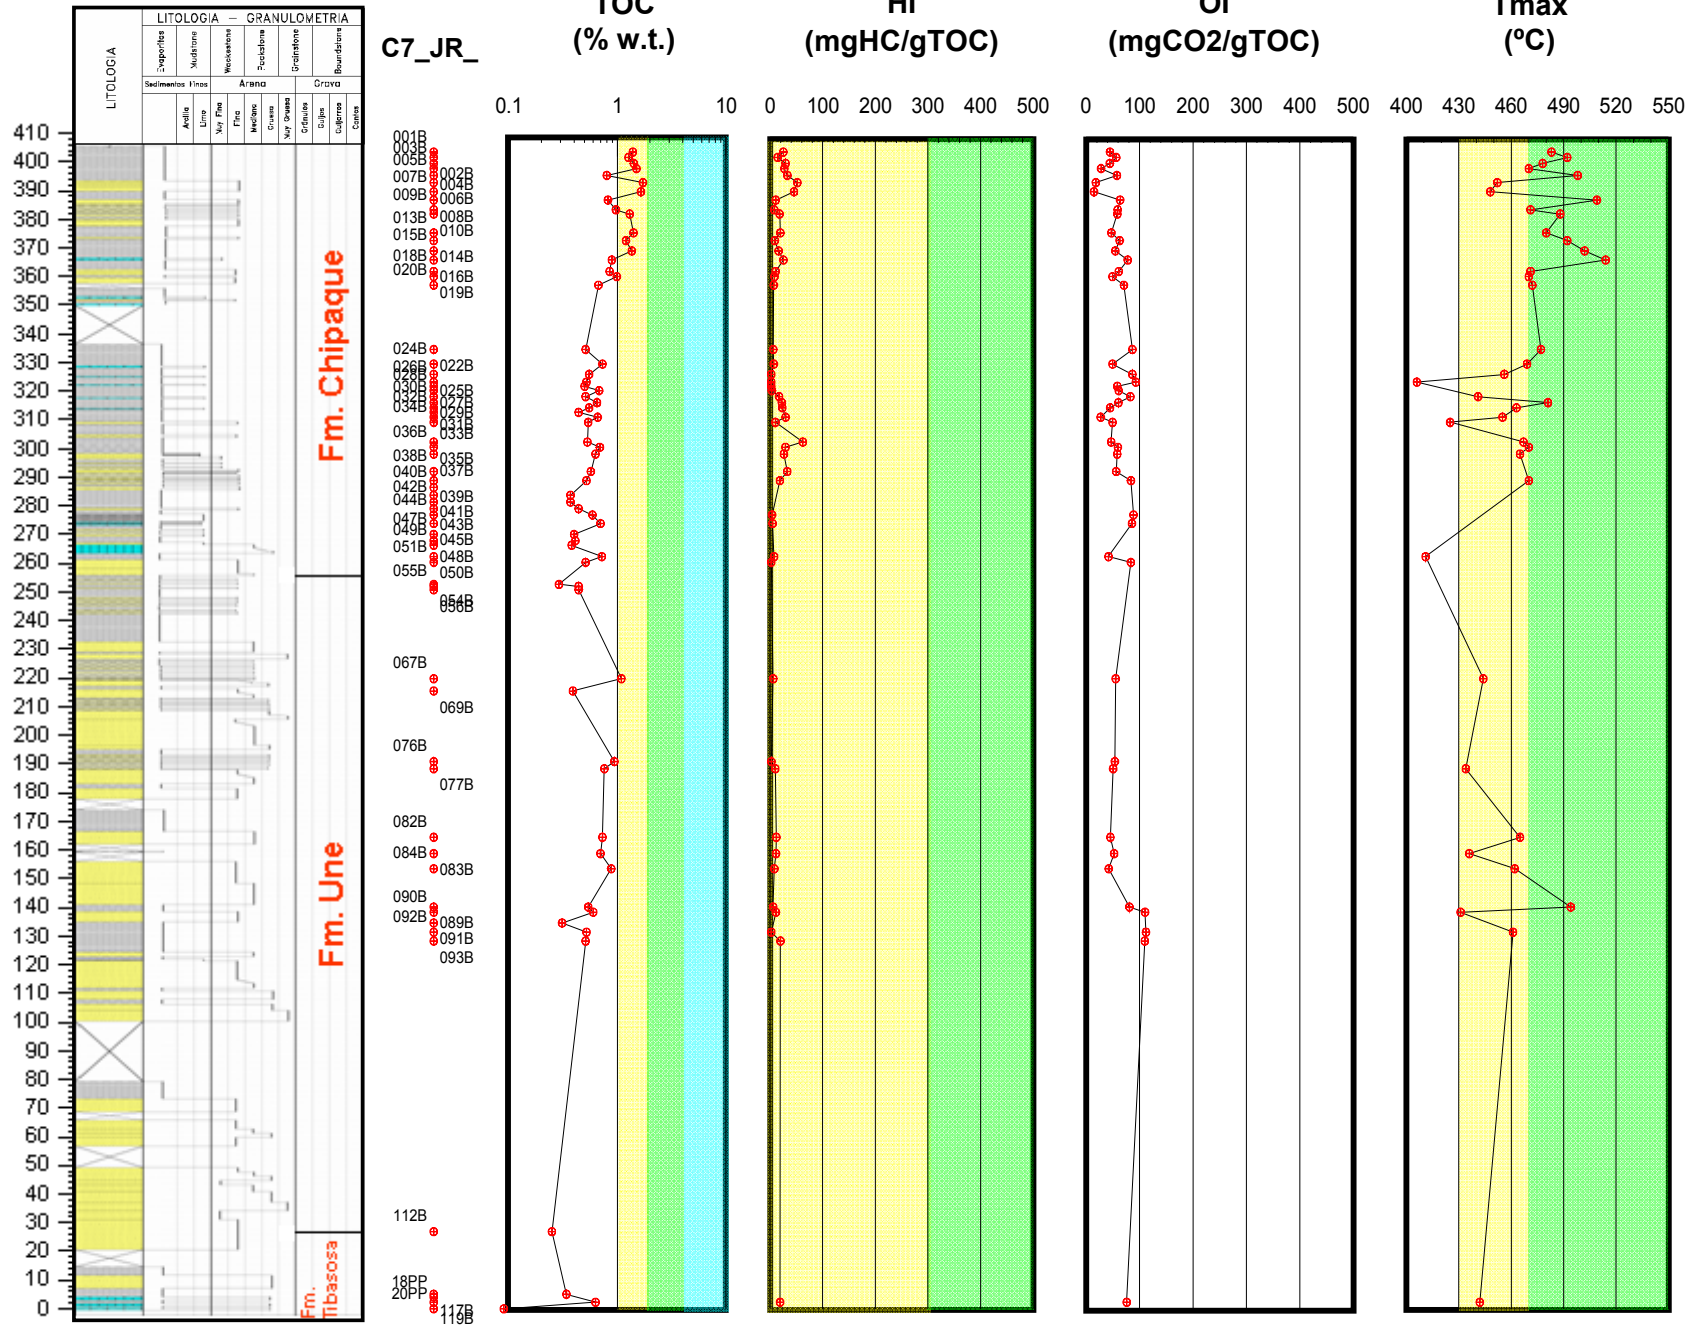 LITOLOGIA
LITOLOGIA – GRANULOMETRIA
Evaporitas
Mudstone
Wackestone
Packstone
Grainstone
Boundstone
Sedimentos Finos
Arena
Grava
Arcilla
Limo
Muy Fina
Fina
Mediana
Gruesa
Muy Gruesa
Gránulos
Guijas
Guijarros
Cantos
C7_JR_
TOC
(% w.t.)
HI
(mgHC/gTOC)
OI
(mgCO2/gTOC)
Tmax
(ºC)
0.1 1 10
0 100 200 300 400 500
0 100 200 300 400 500
400 430 460 490 520 550
410
400
390
380
370
360
350
340
330
320
310
300
290
280
270
260
250
240
230
220
210
200
190
180
170
160
150
140
130
120
110
100
90
80
70
60
50
40
30
20
10
0
Fm. Chipaque
Fm. Une
Fm. Tibasosa
001B
003B
005B
007B
009B
013B
015B
018B
020B
024B
026B
028B
030B
032B
034B
036B
038B
040B
042B
044B
047B
049B
051B
055B
067B
076B
082B
084B
090B
092B
112B
18PP
20PP
002B
004B
006B
008B
010B
014B
016B
019B
022B
025B
027B
029B
031B
033B
035B
037B
039B
041B
043B
045B
048B
050B
054B
056B
069B
077B
083B
089B
091B
093B
117B
119B